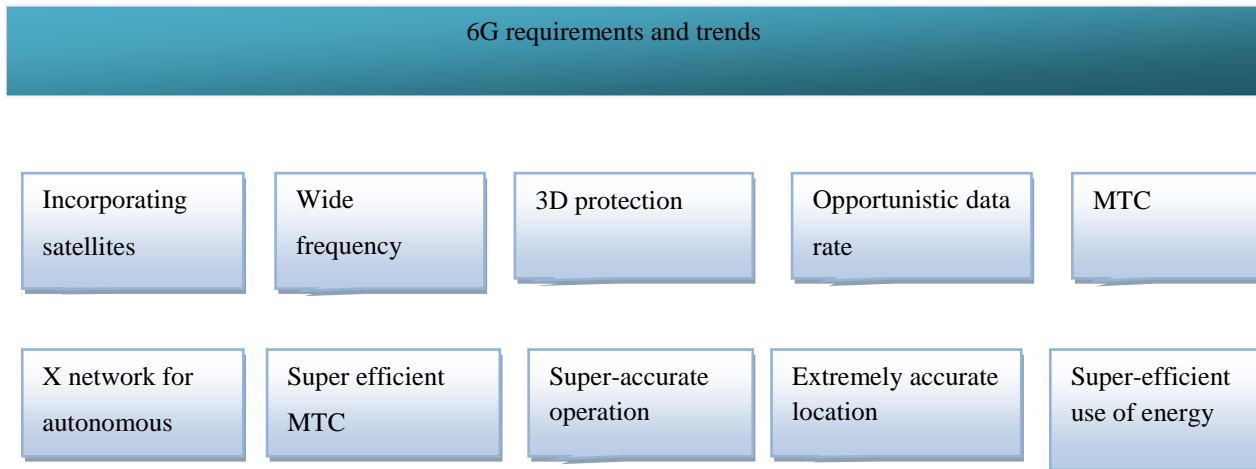 6G requirements and trends
Incorporating
satellites
Wide
frequency
3D protection
Opportunistic data
rate
MTC
X network for
autonomous
Super efficient
MTC
Super-accurate
operation
Extremely accurate
location
Super-efficient
use of energy